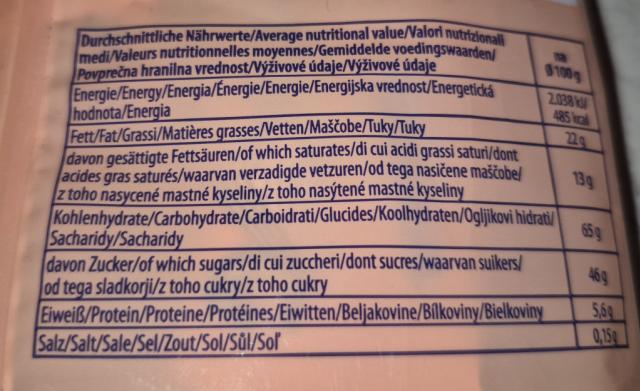 Durchschnittliche Nährwerte/Average nutritional value/Valori nutrizionali
medi/Valeurs nutritionnelles moyennes/Gemiddelde voedingswaarden/
Povprečna hranilna vrednost/Výživové údaje/Výživové údaje
100 g
Energie/Energy/Energia/Énergie/Energie/Energijska vrednost/Energetická
hodnota/Energia
2.038 kJ/
485 kcal
Fett/Fat/Grassi/Matières grasses/Vetten/Maščobe/Tuky/Tuky
22 g
davon gesättigte Fettsäuren/of which saturates/di cui acidi grassi saturi/dont
acides gras saturés/waarvan verzadigde vetzuren/od tega nasičene maščobe/
z toho nasycené mastné kyseliny/z toho nasýtené mastné kyseliny
13 g
Kohlenhydrate/Carbohydrate/Carboidrati/Glucides/Koolhydraten/Ogljikovi hidrati/
Sacharidy/Sacharidy
65 g
davon Zucker/of which sugars/di cui zuccheri/dont sucres/waarvan suikers/
od tega sladkorji/z toho cukry/z toho cukry
46 g
Eiweiß/Protein/Proteine/Protéines/Eiwitten/Beljakovine/Bílkoviny/Bielkoviny
5,6 g
Salz/Salt/Sale/Sel/Zout/Sol/Sůl/Soľ
0,15 g